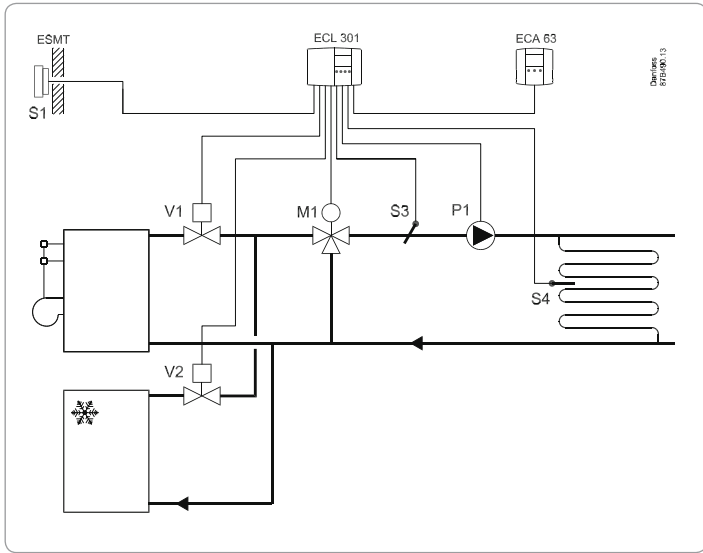 ESMT
ECL 301
ECA 63
Danfoss
87B490.13
S1
V1
M1
S3
P1
S4
V2